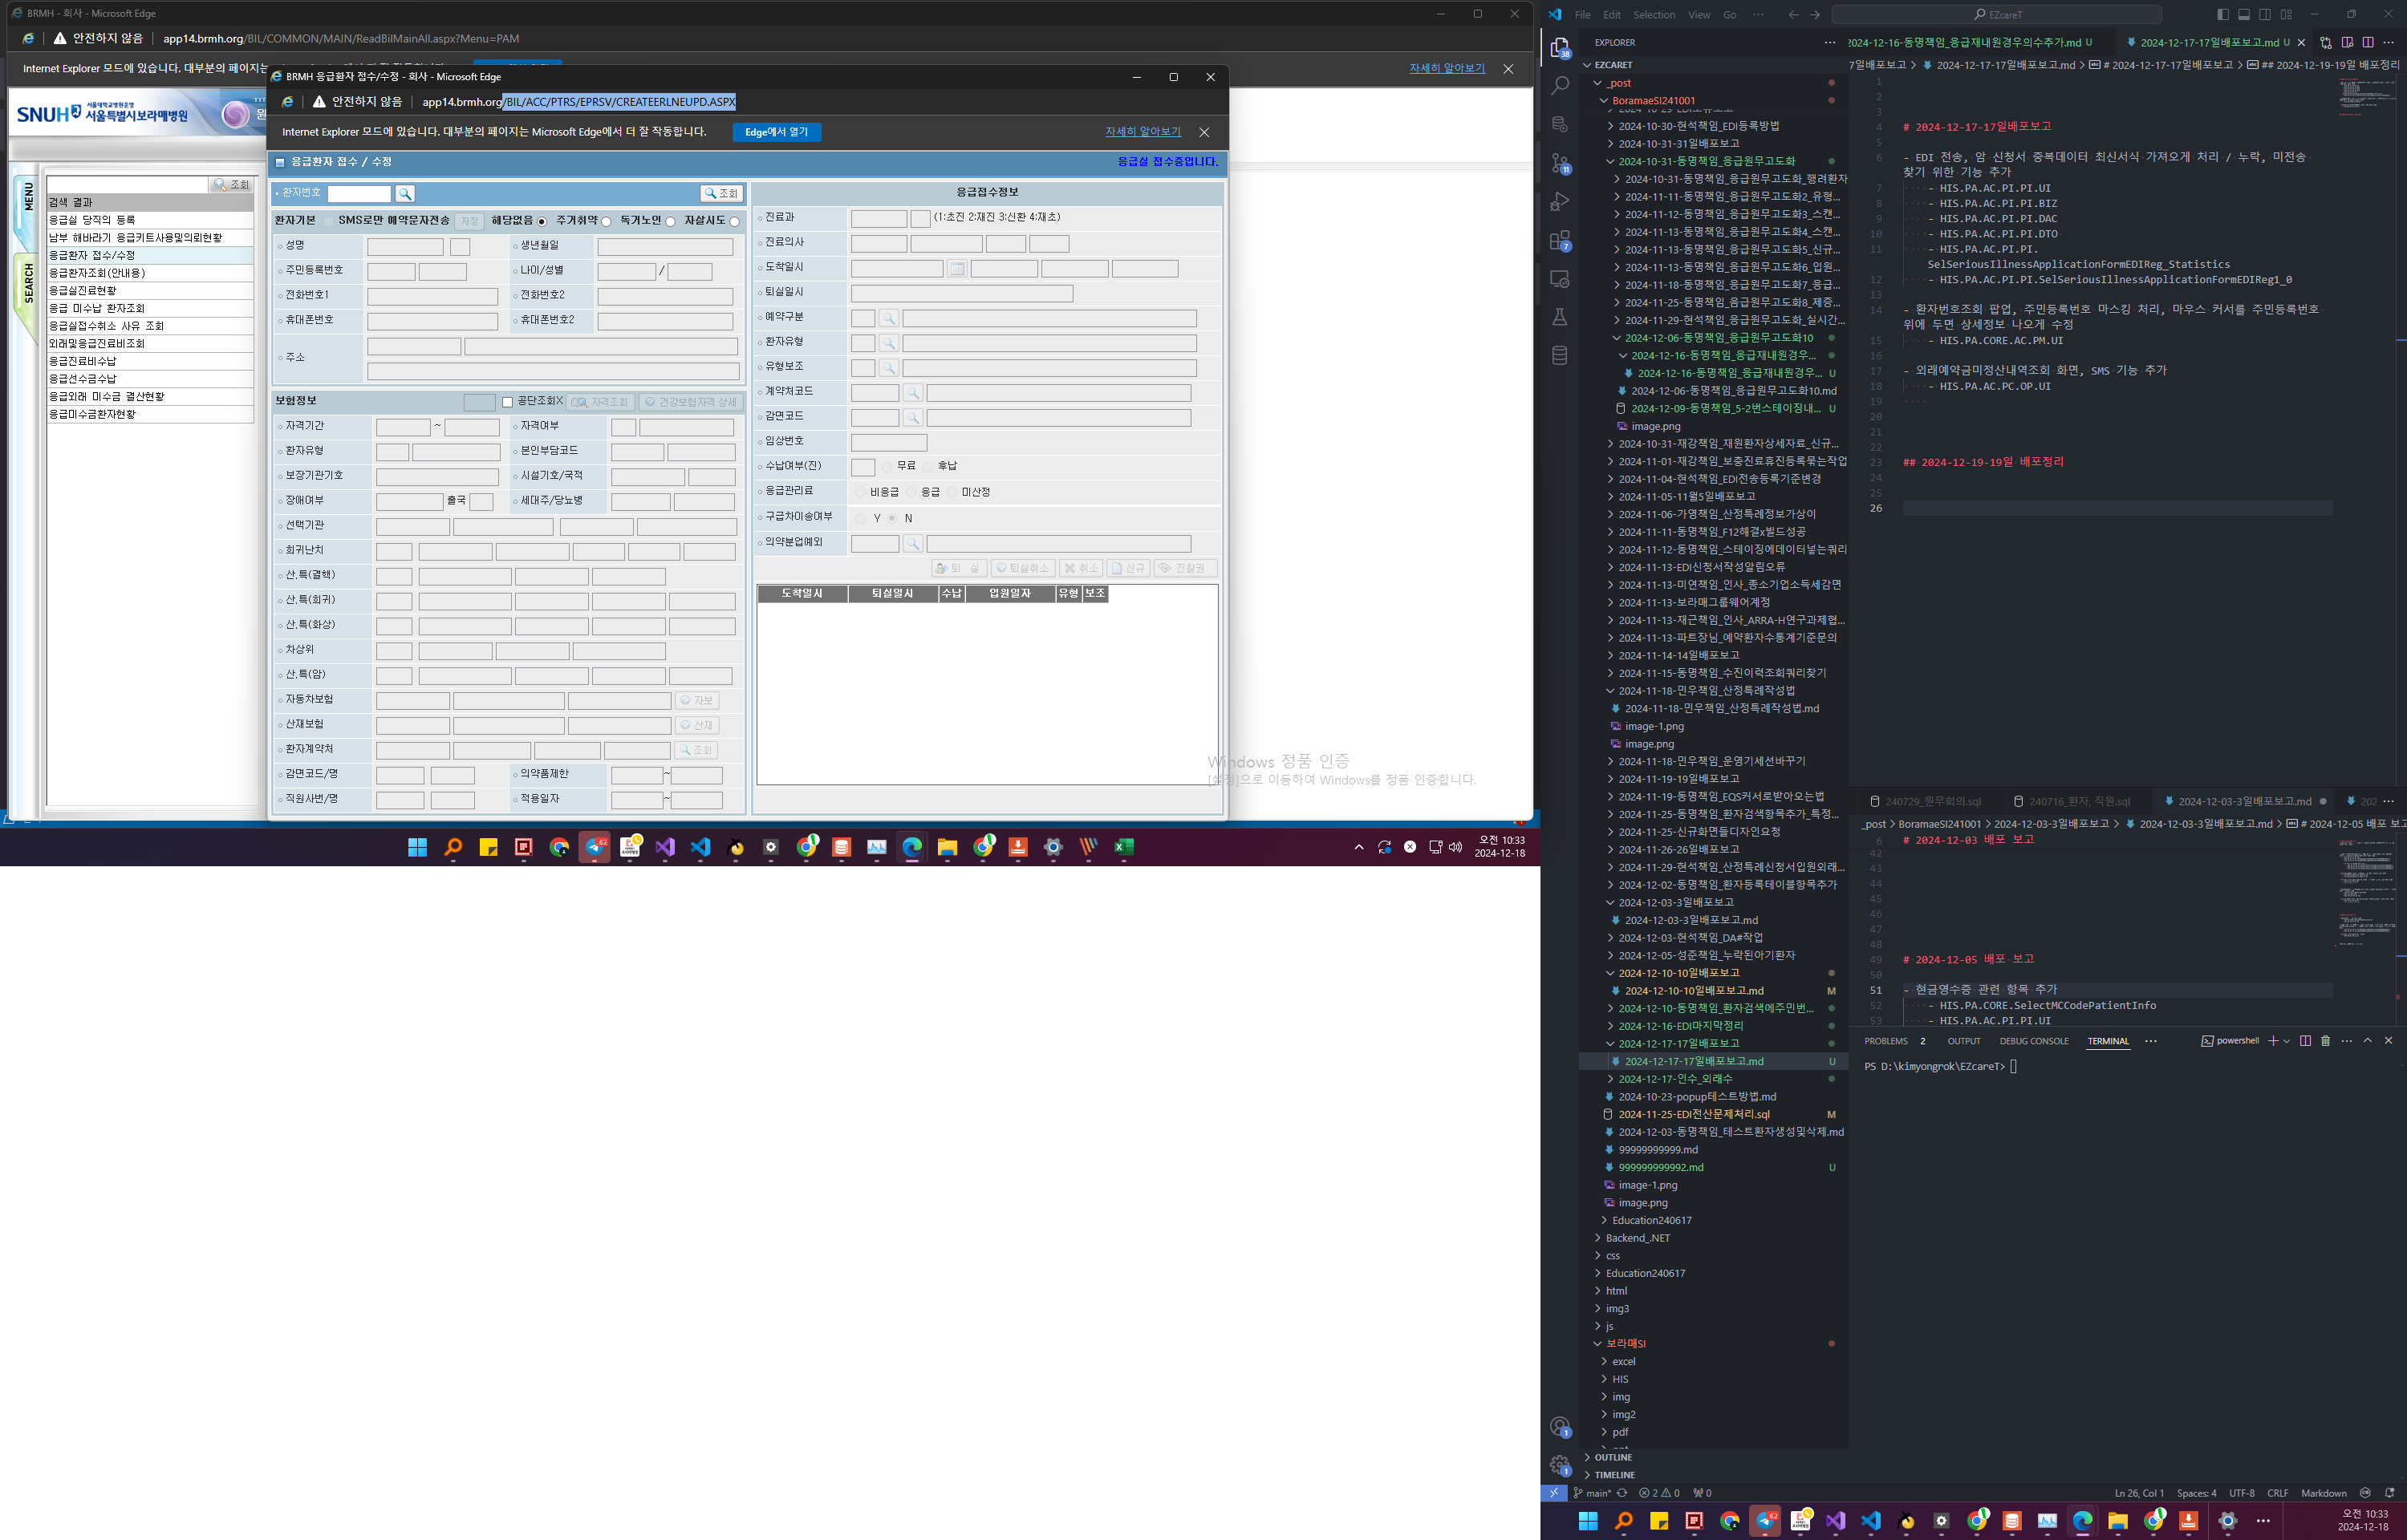 BRMH - 회사 - Microsoft Edge
안전하지 않음 app14.brmh.org/BIL/COMMON/MAIN/ReadBilMainAll.aspx?Menu=PAM
자세히 알아보기
SNUH 서울대학교병원운영 서울특별시보라매병원
MENU
SEARCH
조회
검색 결과
응급실 당직의 등록
남부 해바라기 응급키트사용및의뢰현황
응급환자 접수/수정
응급환자조회(안내용)
응급실진료현황
응급 미수납 환자조회
응급실접수취소 사유 조회
외래및응급진료비조회
응급진료비수납
응급선수금수납
응급외래 미수금 결산현황
응급미수금환자현황
BRMH 응급환자 접수/수정 - 회사 - Microsoft Edge
안전하지 않음 app14.brmh.org/BIL/ACC/PTRS/EPRSV/CREATEERLNEUPD.ASPX
Internet Explorer 모드에 있습니다. 대부분의 페이지는 Microsoft Edge에서 더 잘 작동합니다. Edge에서 열기 자세히 알아보기
응급환자 접수 / 수정 응급실 접수중입니다.
환자번호 조회
환자기본 SMS로만 예약문자전송 저장 해당없음 주거취약 독거노인 자살시도
성명 생년월일
주민등록번호 나이/성별 /
전화번호1 전화번호2
휴대폰번호 휴대폰번호2
주소
보험정보 공단조회X 자격조회 건강보험자격 상세
자격기간 ~ 자격여부
환자유형 본인부담코드
보장기관기호 시설기호/국적
장애여부 출국 세대주/당뇨병
선택기관
희귀난치
산,특(결핵)
산,특(희귀)
산,특(화상)
차상위
산,특(암)
자동차보험 자보
산재보험 산재
환자계약처 조회
감면코드/명 의약품제한 ~
직원사번/명 적용일자 ~
응급접수정보
진료과 (1:초진 2:재진 3:신환 4:재초)
진료의사
도착일시
퇴실일시
예약구분
환자유형
유형보조
계약처코드
감면코드
임상번호
수납여부(진) 무료 후납
응급관리료 비응급 응급 미산정
구급차미송여부 Y N
의약분업예외
퇴 실 퇴실취소 취소 신규 진찰권
도착일시 퇴실일시 수납 입원일자 유형 보조
Windows 정품 인증
[설정]으로 이동하여 Windows를 정품 인증합니다.
오전 10:33
2024-12-18
File Edit Selection View Go EZcareT
EXPLORER
EZCARET
_post
BoramaeSI241001
2024-10-30-현석책임_EDI등록방법
2024-10-31-31일배포보고
2024-10-31-동명책임_응급원무고도화
2024-10-31-동명책임_응급원무고도화_행려환자
2024-11-11-동명책임_응급원무고도화2_유형...
2024-11-12-동명책임_응급원무고도화3_스캔...
2024-11-13-동명책임_응급원무고도화4_스캔...
2024-11-13-동명책임_응급원무고도화5_신규...
2024-11-13-동명책임_응급원무고도화6_입원...
2024-11-18-동명책임_응급원무고도화7_응급...
2024-11-25-동명책임_음급원무고도화8_제증...
2024-11-29-현석책임_응급원무고도화_실시간...
2024-12-06-동명책임_응급원무고도화10
2024-12-16-동명책임_응급재내원경우...
2024-12-16-동명책임_응급재내원경우... U
2024-12-06-동명책임_응급원무고도화10.md
2024-12-09-동명책임_5-2번스테이징내... U
image.png
2024-10-31-재강책임_재원환자상세자료_신규...
2024-11-01-재강책임_보충진료휴진등록묶는작업
2024-11-04-현석책임_EDI전송등록기준변경
2024-11-05-11월5일배포보고
2024-11-06-가영책임_산정특례정보가상이
2024-11-11-동명책임_F12해결x빌드성공
2024-11-12-동명책임_스테이징에데이터넣는쿼리
2024-11-13-EDI신청서작성알림오류
2024-11-13-미연책임_인사_종소기업소득세감면
2024-11-13-보라매그룹웨어계정
2024-11-13-재근책임_인사_ARRA-H연구과제협...
2024-11-13-파트장님_예약환자수통계기준문의
2024-11-14-14일배포보고
2024-11-15-동명책임_수진이력조회쿼리찾기
2024-11-18-민우책임_산정특례작성법
2024-11-18-민우책임_산정특례작성법.md
image-1.png
image.png
2024-11-18-민우책임_운영기세션바꾸기
2024-11-19-19일배포보고
2024-11-19-동명책임_EQS커서로받아오는법
2024-11-25-동명책임_환자검색항목추가_특정...
2024-11-25-신규화면들디자인요청
2024-11-26-26일배포보고
2024-11-29-현석책임_산정특례신청서입원외래...
2024-12-02-동명책임_환자등록테이블항목추가
2024-12-03-3일배포보고
2024-12-03-3일배포보고.md
2024-12-03-현석책임_DA#작업
2024-12-05-성준책임_누락된아기환자
2024-12-10-10일배포보고
2024-12-10-10일배포보고.md M
2024-12-10-동명책임_환자검색에주민번...
2024-12-16-EDI마지막정리
2024-12-17-17일배포보고
2024-12-17-17일배포보고.md U
2024-12-17-인수_외래수
2024-10-23-popup테스트방법.md
2024-11-25-EDI전산문제처리.sql M
2024-12-03-동명책임_테스트환자생성및삭제.md
99999999999.md
999999999992.md U
image-1.png
image.png
Education240617
Backend_.NET
css
Education240617
html
img3
js
보라매SI
excel
HIS
img
img2
pdf
OUTLINE
TIMELINE
2024-12-16-동명책임_응급재내원경우의수추가.md U 2024-12-17-17일배포보고.md U
7일배포보고 > 2024-12-17-17일배포보고.md > # 2024-12-17-17일배포보고 > ## 2024-12-19-19일 배포정리
1
2
3
4 # 2024-12-17-17일배포보고
5
6 - EDI 전송, 암 신청서 중복데이터 최신서식 가져오게 처리 / 누락, 미전송
찾기 위한 기능 추가
7 - HIS.PA.AC.PI.PI.UI
8 - HIS.PA.AC.PI.PI.BIZ
9 - HIS.PA.AC.PI.PI.DAC
10 - HIS.PA.AC.PI.PI.DTO
11 - HIS.PA.AC.PI.PI.
SelSeriousIllnessApplicationFormEDIReg_Statistics
12 - HIS.PA.AC.PI.PI.SelSeriousIllnessApplicationFormEDIReg1_0
13
14 - 환자번호조회 팝업, 주민등록번호 마스킹 처리, 마우스 커서를 주민등록번호
위에 두면 상세정보 나오게 수정
15 - HIS.PA.CORE.AC.PM.UI
16
17 - 외래예약금미정산내역조회 화면, SMS 기능 추가
18 - HIS.PA.AC.PC.OP.UI
19
20
21
22
23 ## 2024-12-19-19일 배포정리
24
25
26
240729_원무회의.sql 240716_환자, 직원.sql 2024-12-03-3일배포보고.md 202
_post > BoramaeSI241001 > 2024-12-03-3일배포보고 > 2024-12-03-3일배포보고.md > # 2024-12-05 배포 보고
6 # 2024-12-03 배포 보고
42
43
44
45
46
47
48
49 # 2024-12-05 배포 보고
50
51 - 현금영수증 관련 항목 추가
52 - HIS.PA.CORE.SelectMCCodePatientInfo
53 - HIS.PA.AC.PI.PI.UI
PROBLEMS 2 OUTPUT DEBUG CONSOLE TERMINAL powershell
PS D:\kimyongrok\EZcareT>
main* 2 0 0 Ln 26, Col 1 Spaces: 4 UTF-8 CRLF Markdown
오전 10:33
2024-12-18